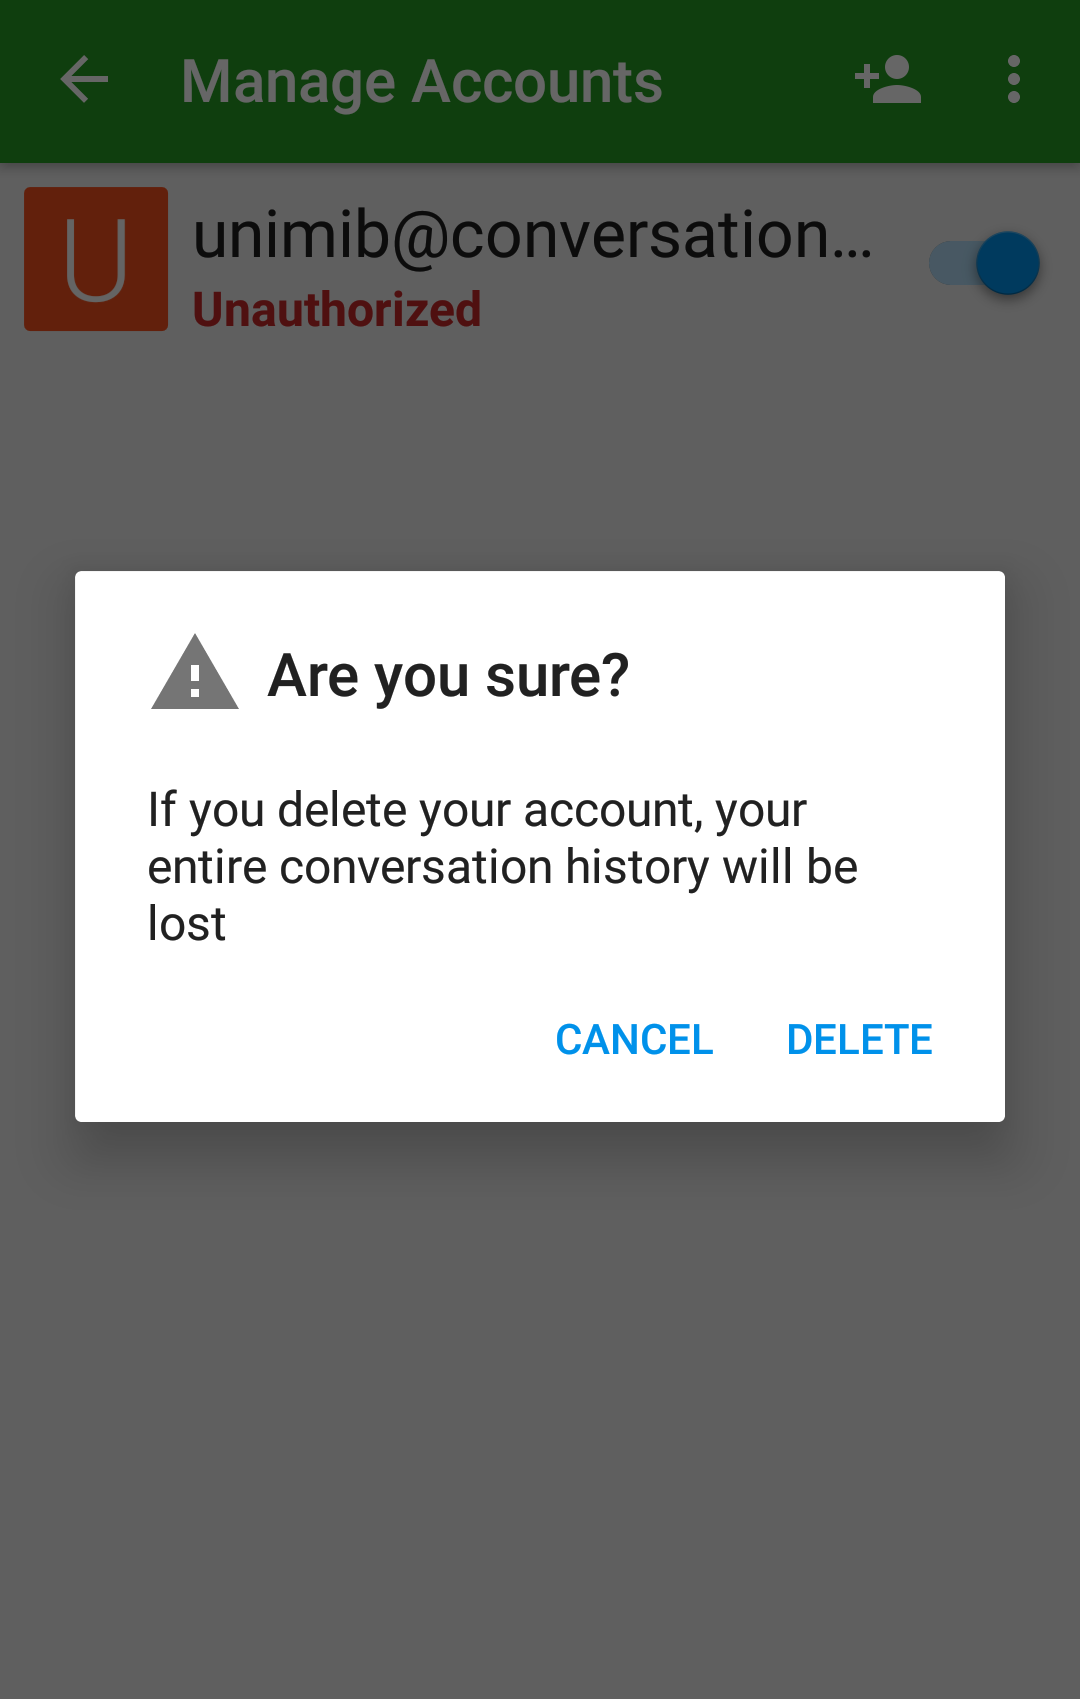 Manage Accounts
U
unimib@conversation...
Unauthorized
Are you sure?
If you delete your account, your
entire conversation history will be
lost
CANCEL DELETE